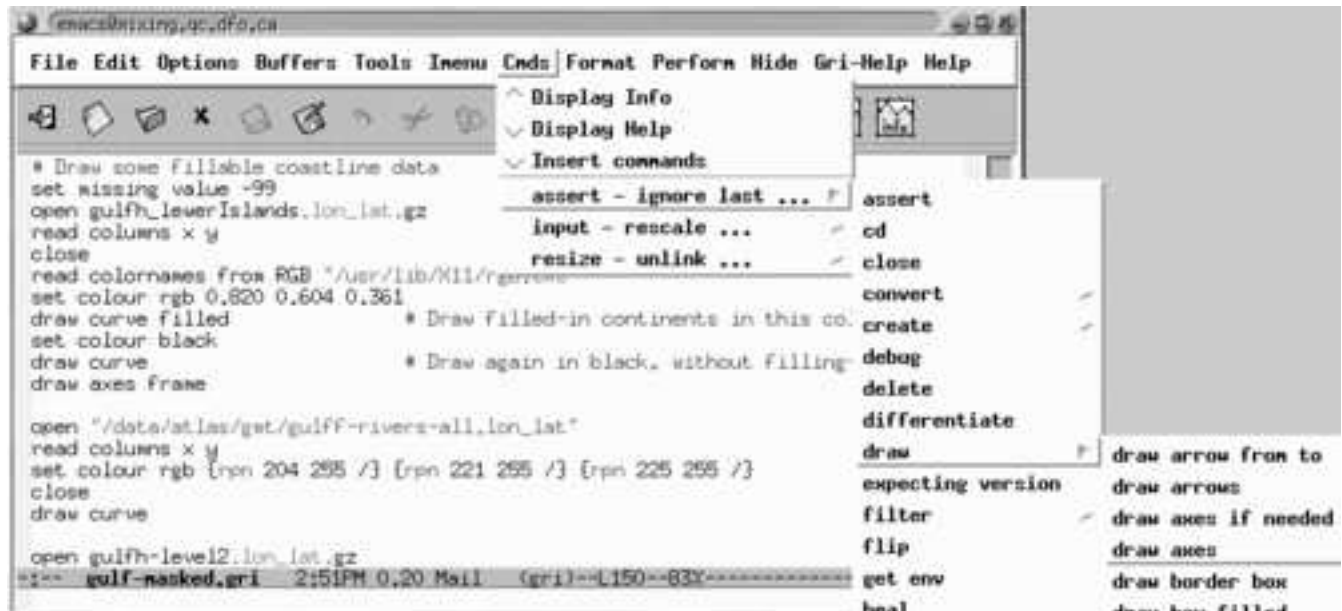 emacs@mixing.qc.dfo.ca
File Edit Options Buffers Tools Imenu Cmds Format Perform Hide Gri-Help Help
Display Info
Display Help
Insert commands
assert - ignore last ...
input - rescale ...
resize - unlink ...
# Draw some fillable coastline data
set missing value -99
open gulfh_lowerIslands.lon_lat.gz
read columns x y
close
read colornames from RGB "/usr/lib/X11/
set colour rgb 0.820 0.604 0.361
draw curve filled # Draw filled-in continents in this co
set colour black
draw curve # Draw again in black, without filling
draw axes frame
open "/data/atlas/gmt/gulff-rivers-all.lon_lat"
read columns x y
set colour rgb {rpn 204 255 /} {rpn 221 255 /} {rpn 225 255 /}
close
draw curve
open gulfh-level2.lon_lat.gz
-:-- gulf-masked.gri 2:51PM 0.20 Mail (gri)--L150--83%-------------
assert
cd
close
convert
create
debug
delete
differentiate
draw
expecting version
filter
flip
get env
heal
draw arrow from to
draw arrows
draw axes if needed
draw axes
draw border box
draw box filled